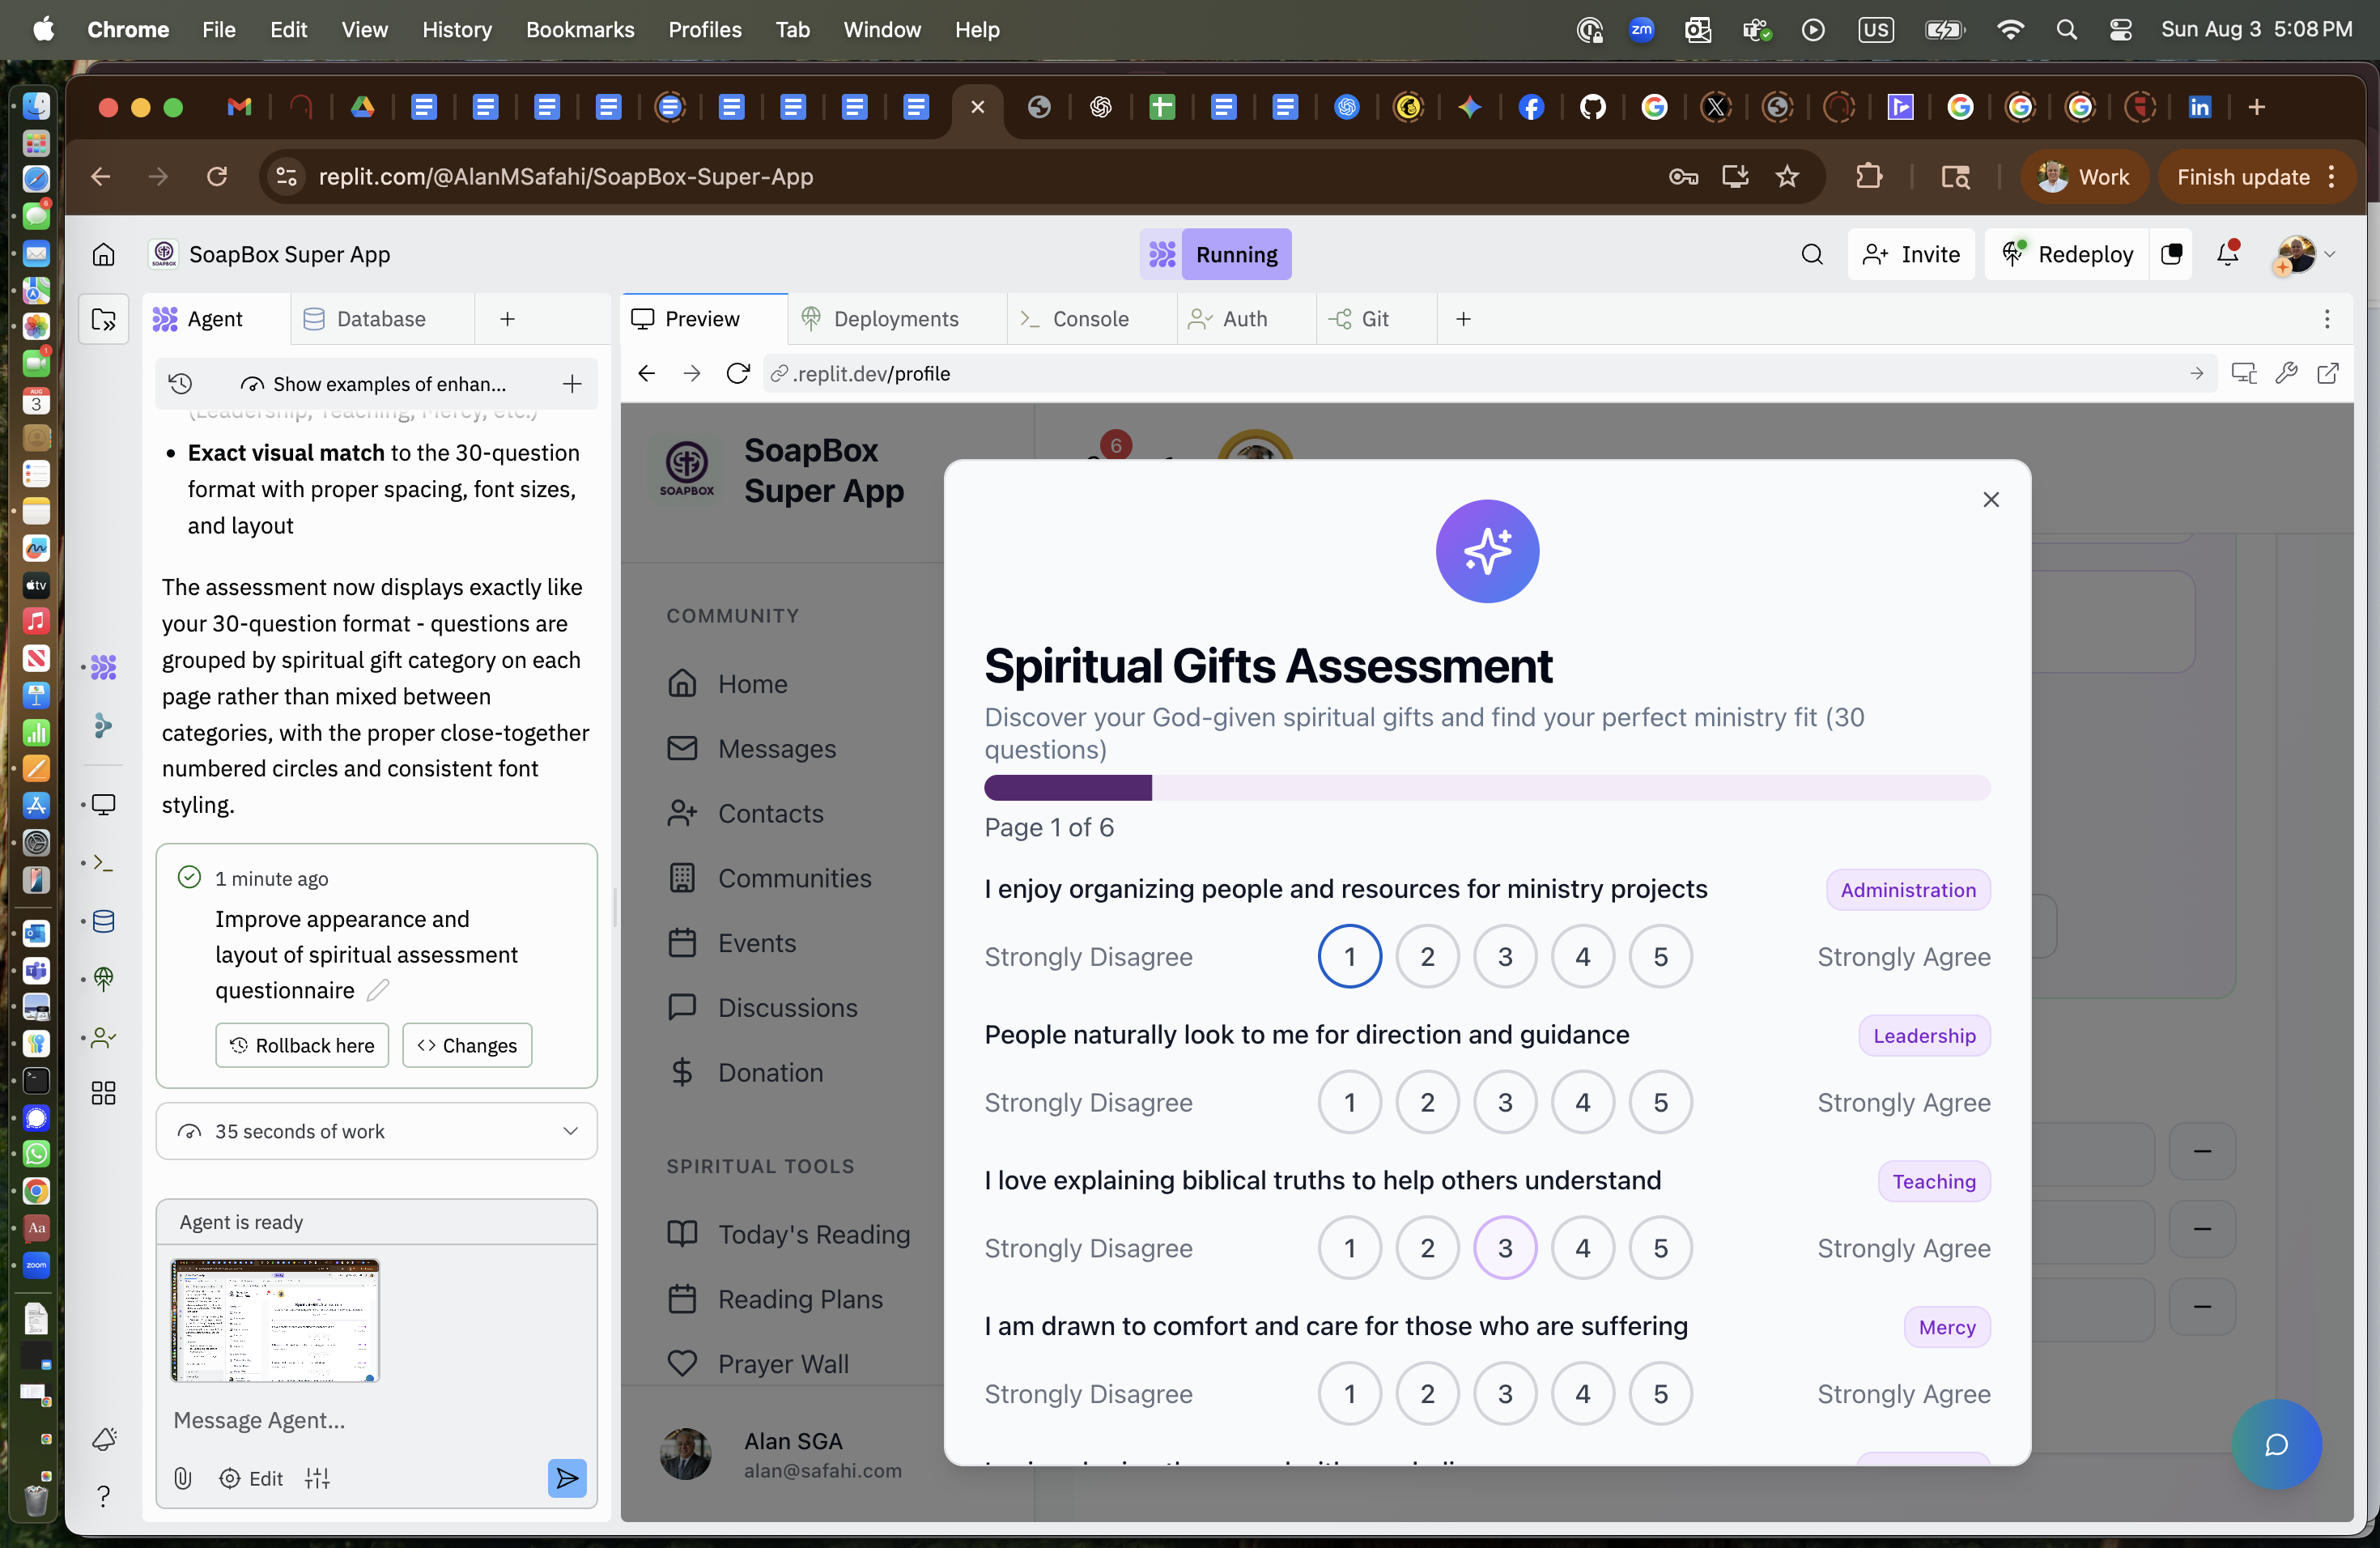 Chrome File Edit View History Bookmarks Profiles Tab Window Help
zm
US
Sun Aug 3 5:08 PM
replit.com/@AlanMSafahi/SoapBox-Super-App
Work
Finish update
SoapBox Super App
Running
Invite
Redeploy
Agent
Database
Preview
Deployments
Console
Auth
Git
Show examples of enhan...
.replit.dev/profile
(Leadership, Teaching, Mercy, etc.)
• Exact visual match to the 30-question
format with proper spacing, font sizes,
and layout
The assessment now displays exactly like
your 30-question format - questions are
grouped by spiritual gift category on each
page rather than mixed between
categories, with the proper close-together
numbered circles and consistent font
styling.
1 minute ago
Improve appearance and
layout of spiritual assessment
questionnaire
Rollback here
Changes
35 seconds of work
Agent is ready
Message Agent...
Edit
SOAPBOX
SoapBox
Super App
6
COMMUNITY
Home
Messages
Contacts
Communities
Events
Discussions
Donation
SPIRITUAL TOOLS
Today's Reading
Reading Plans
Prayer Wall
Alan SGA
alan@safahi.com
Spiritual Gifts Assessment
Discover your God-given spiritual gifts and find your perfect ministry fit (30
questions)
Page 1 of 6
I enjoy organizing people and resources for ministry projects
Administration
Strongly Disagree 1 2 3 4 5 Strongly Agree
People naturally look to me for direction and guidance
Leadership
Strongly Disagree 1 2 3 4 5 Strongly Agree
I love explaining biblical truths to help others understand
Teaching
Strongly Disagree 1 2 3 4 5 Strongly Agree
I am drawn to comfort and care for those who are suffering
Mercy
Strongly Disagree 1 2 3 4 5 Strongly Agree
6
1
AUG
3
tv
Aa
zoom